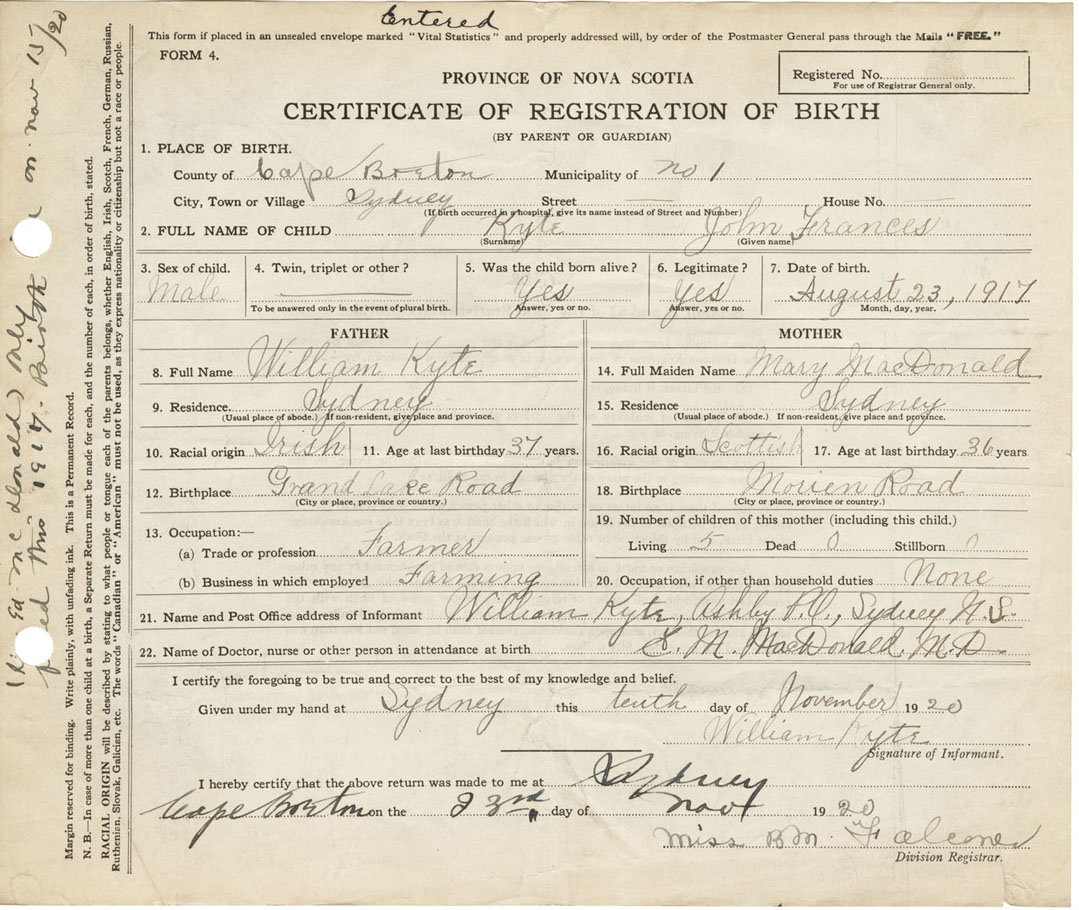 Entered
This form if placed in an unsealed envelope marked "Vital Statistics" and properly addressed will, by order of the Postmaster General pass through the Mails "FREE."
FORM 4.
Registered No.
For use of Registrar General only.
PROVINCE OF NOVA SCOTIA
CERTIFICATE OF REGISTRATION OF BIRTH
(BY PARENT OR GUARDIAN)
1. PLACE OF BIRTH.
County of Cape Breton Municipality of No 1
City, Town or Village Sydney Street — House No. —
(If birth occurred in a hospital, give its name instead of Street and Number)
2. FULL NAME OF CHILD Kyte John Frances
(Surname) (Given name)
3. Sex of child. 4. Twin, triplet or other? 5. Was the child born alive? 6. Legitimate? 7. Date of birth.
Male — Yes Yes August 23, 1917
To be answered only in the event of plural birth. Answer, yes or no. Answer, yes or no. Month, day, year.
FATHER
8. Full Name William Kyte
9. Residence Sydney
(Usual place of abode.) If non-resident, give place and province.
10. Racial origin Irish 11. Age at last birthday 37 years.
12. Birthplace Grand Lake Road
(City or place, province or country.)
13. Occupation:—
(a) Trade or profession Farmer
(b) Business in which employed Farming
MOTHER
14. Full Maiden Name Mary MacDonald
15. Residence Sydney
(Usual place of abode.) If non-resident, give place and province.
16. Racial origin Scottish 17. Age at last birthday 36 years
18. Birthplace Morien Road
(City or place, province or country.)
19. Number of children of this mother (including this child.)
Living 5 Dead 0 Stillborn 0
20. Occupation, if other than household duties None
21. Name and Post Office address of Informant William Kyte, Ashby P.O., Sydney N.S.
22. Name of Doctor, nurse or other person in attendance at birth M. MacDonald. M.D
I certify the foregoing to be true and correct to the best of my knowledge and belief.
Given under my hand at Sydney this tenth day of November 1920
William Kyte
Signature of Informant.
I hereby certify that the above return was made to me at Sydney
Cape Breton on the 23rd day of Nov 1920
Miss B M Falconer
Division Registrar.
Margin reserved for binding. Write plainly, with unfading ink. This is a Permanent Record.
N. B.—In case of more than one child at a birth, a Separate Return must be made for each, and the number of each, in order of birth, stated.
RACIAL ORIGIN will be described by stating to what people or tongue each of the parents belongs, whether English, Irish, Scotch, French, German, Russian,
Ruthenian, Slovak, Galician, etc. The words "Canadian" or "American" must not be used, as they express nationality or citizenship but not a race or people.
Mc Donald) only
this 1917 Birth on nov 15/20